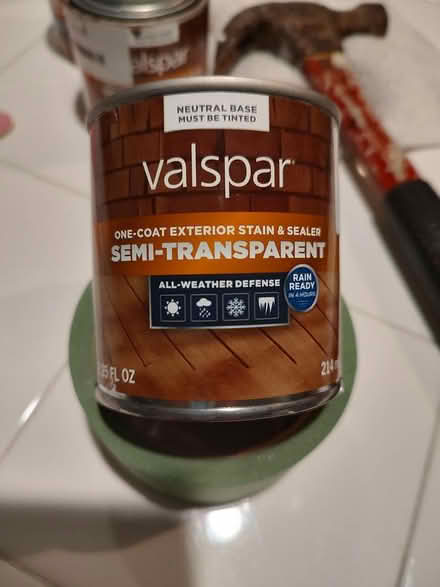 NEUTRAL BASE
MUST BE TINTED
valspar
ONE-COAT EXTERIOR STAIN & SEALER
SEMI-TRANSPARENT
ALL-WEATHER DEFENSE
RAIN
READY
IN 4 HOURS
FL OZ
214
valspar